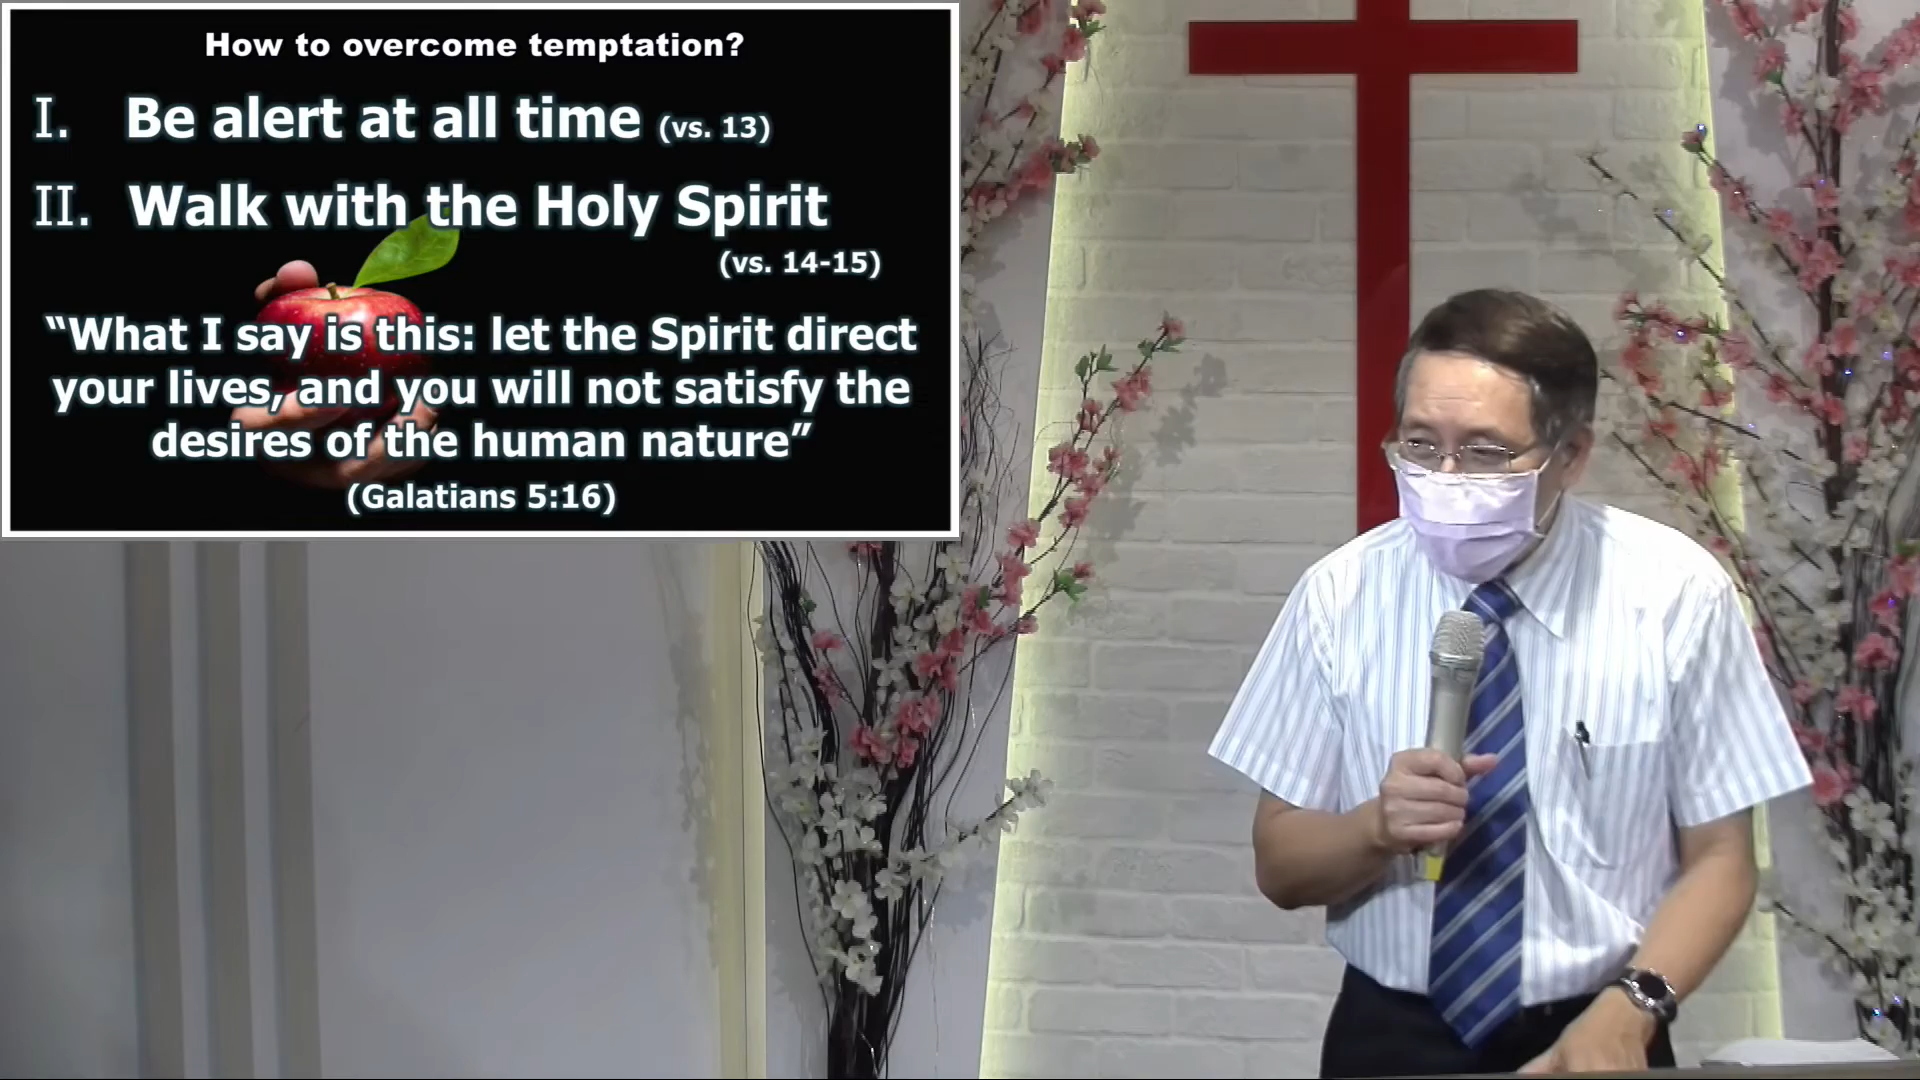 How to overcome temptation?
I. Be alert at all time (vs. 13)
II. Walk with the Holy Spirit
(vs. 14-15)
“What I say is this: let the Spirit direct
your lives, and you will not satisfy the
desires of the human nature”
(Galatians 5:16)